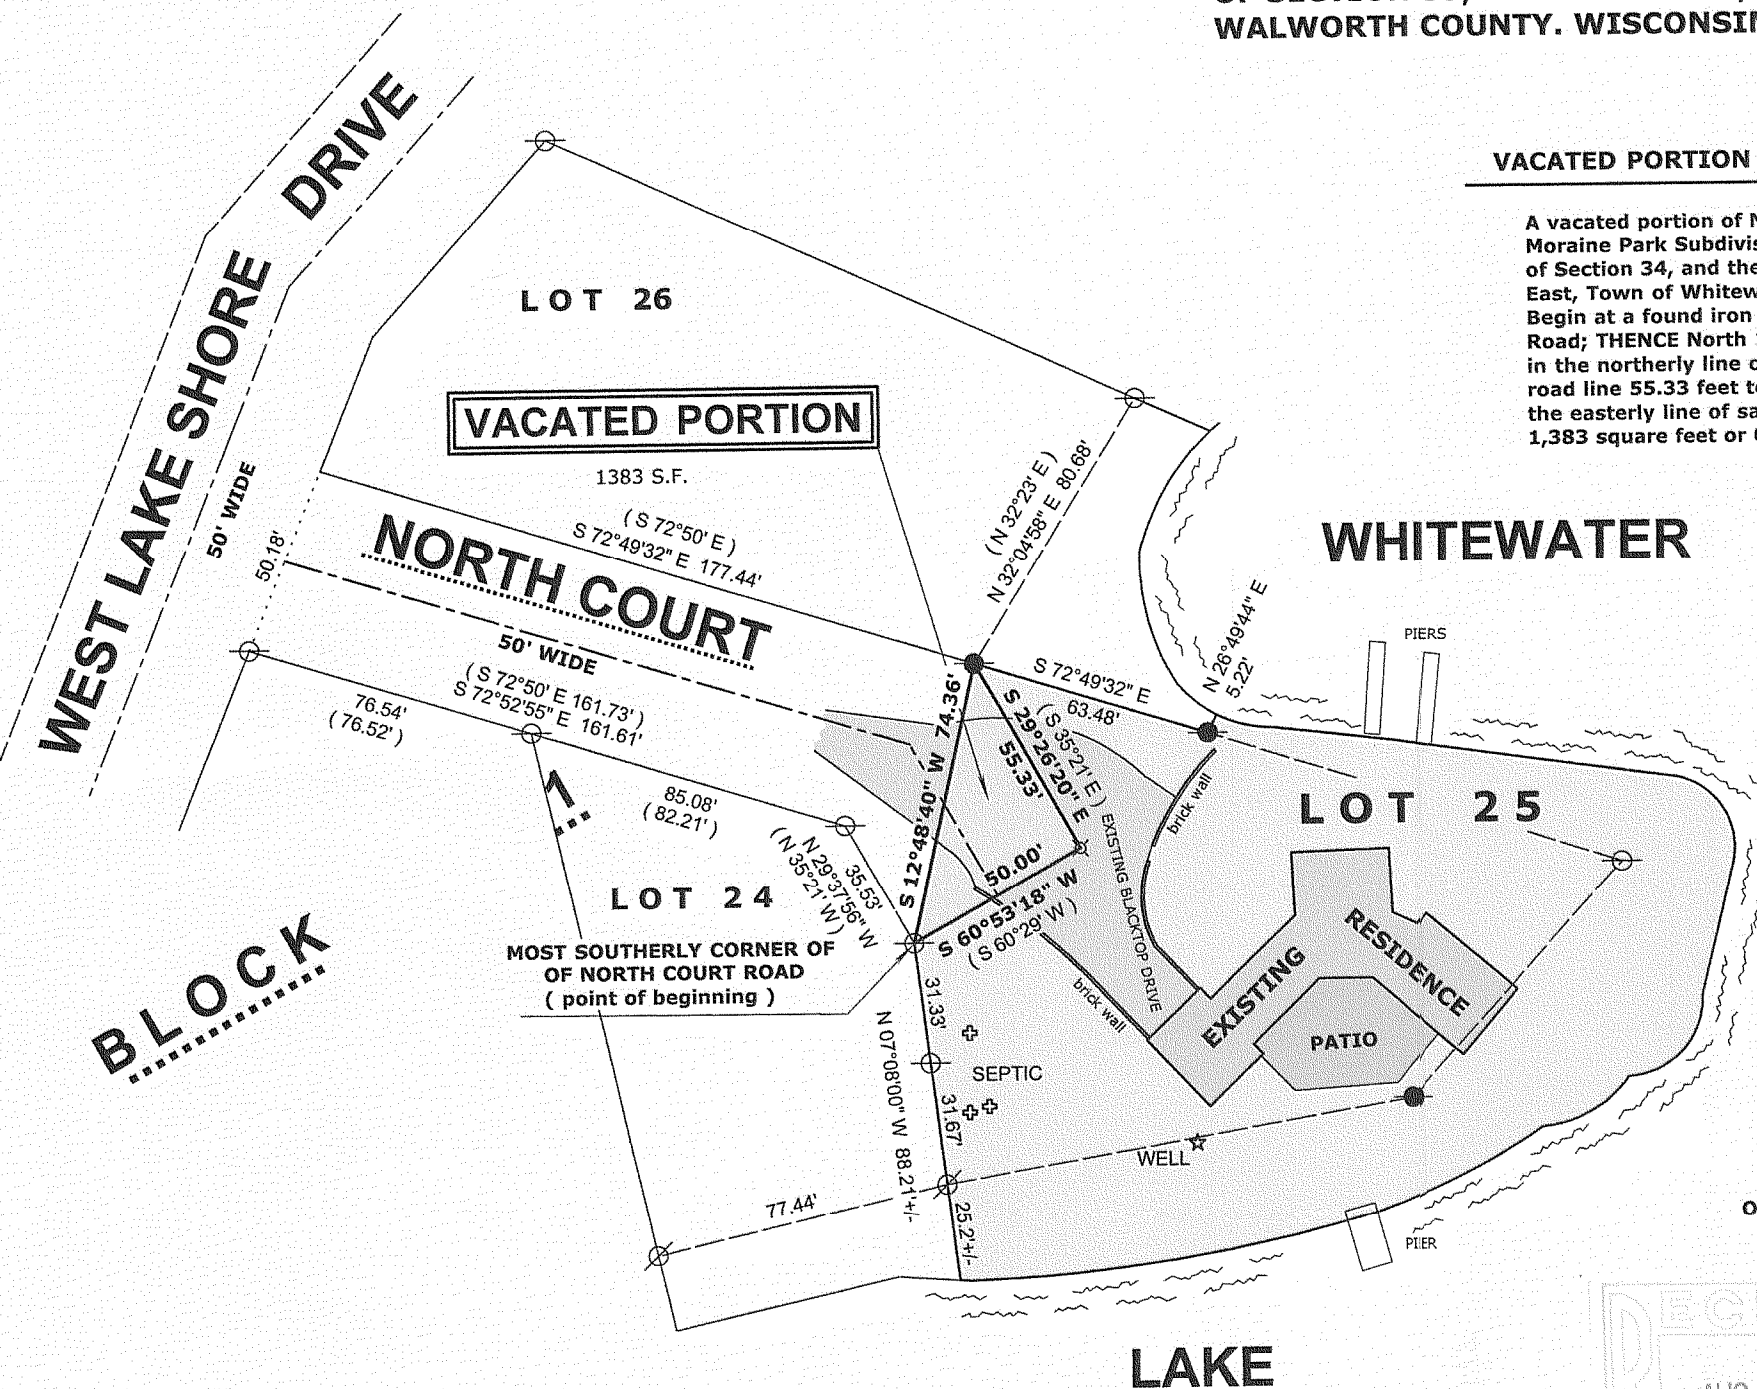 WALWORTH COUNTY. WISCONSIN
VACATED PORTION
A vacated portion of
Moraine Park
of Section 34, and the
East, Town of
Begin at a found iron
Road; THENCE North
in the northerly line
road line 55.33 feet
the easterly line of
1,383 square feet or
WEST LAKE SHORE DRIVE
50' WIDE
50.18'
LOT 26
VACATED PORTION
1383 S.F.
( S 72°50' E )
S 72°49'32" E 177.44'
NORTH COURT
50' WIDE
( S 72°50' E 161.73' )
S 72°52'55" E 161.61'
76.54'
( 76.52' )
85.08'
( 82.21' )
( N 32°23' E )
N 32°04'58" E 80.68'
WHITEWATER
PIERS
N 26°49'44" E
5.22'
S 72°49'32" E
63.48'
S 12°48'40" W 74.36'
S 29°26'20" E
( S 35°21' E )
55.33'
50.00'
S 60°53'18" W
( S 60°29' W )
35.53'
N 29°37'56" W
( N 35°21' W )
EXISTING BLACKTOP DRIVE
brick wall
brick wall
LOT 25
EXISTING RESIDENCE
PATIO
1
BLOCK
LOT 24
MOST SOUTHERLY CORNER OF
OF NORTH COURT ROAD
( point of beginning )
31.33'
N 07°08'00" W 88.21'+/-
SEPTIC
31.67'
25.2'+/-
77.44'
WELL
PIER
LAKE